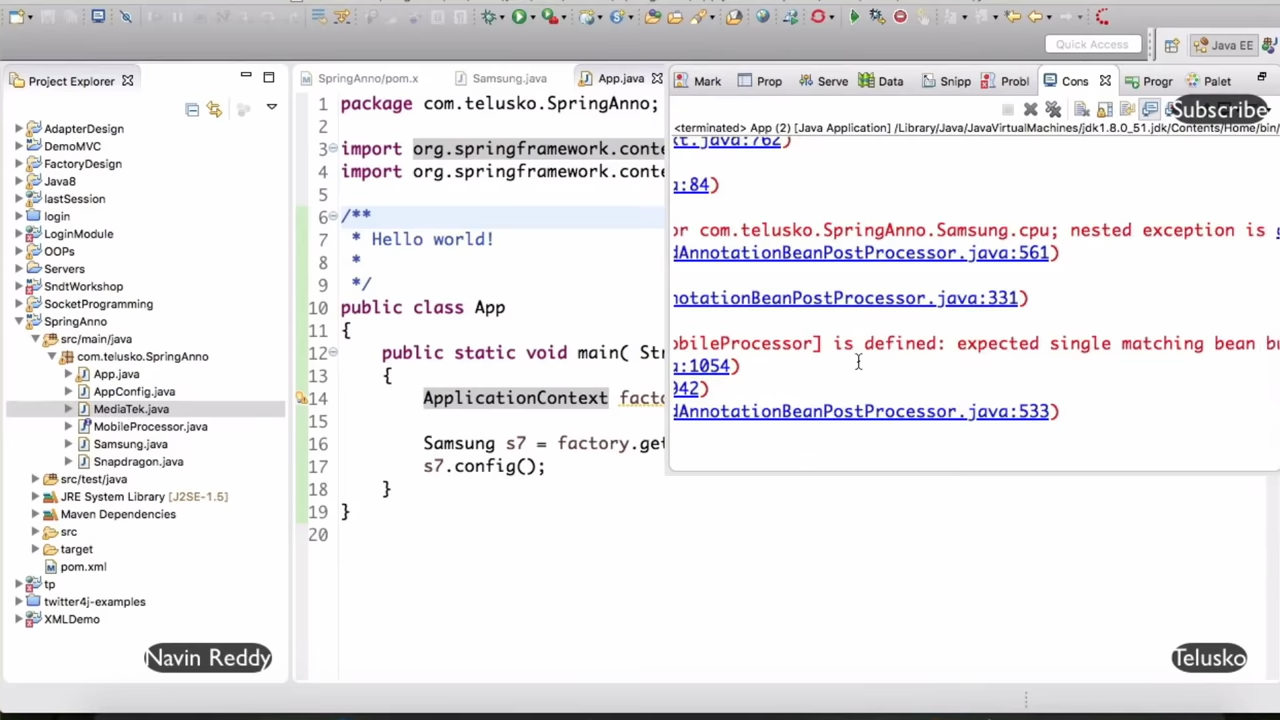 Quick Access
Java EE
Project Explorer
SpringAnno/pom.x
Samsung.java
App.java
Mark
Prop
Serve
Data
Snipp
Probl
Cons
Progr
Palet
Subscribe
<terminated> App (2) [Java Application] /Library/Java/JavaVirtualMachines/jdk1.8.0_51.jdk/Contents/Home/bin/
AdapterDesign
DemoMVC
FactoryDesign
Java8
lastSession
login
LoginModule
OOPs
Servers
SndtWorkshop
SocketProgramming
SpringAnno
src/main/java
com.telusko.SpringAnno
App.java
AppConfig.java
MediaTek.java
MobileProcessor.java
Samsung.java
Snapdragon.java
src/test/java
JRE System Library [J2SE-1.5]
Maven Dependencies
src
target
pom.xml
tp
twitter4j-examples
XMLDemo
1 package com.telusko.SpringAnno;
2
3 import org.springframework.conte
4 import org.springframework.conte
5
6 /**
7 * Hello world!
8 *
9 */
10 public class App
11 {
12 public static void main( Str
13 {
14 ApplicationContext facto
15
16 Samsung s7 = factory.get
17 s7.config();
18 }
19 }
20
xt.java:762)
a:84)
or com.telusko.SpringAnno.Samsung.cpu; nested exception is
dAnnotationBeanPostProcessor.java:561)
notationBeanPostProcessor.java:331)
obileProcessor] is defined: expected single matching bean bu
a:1054)
942)
dAnnotationBeanPostProcessor.java:533)
Navin Reddy
Telusko